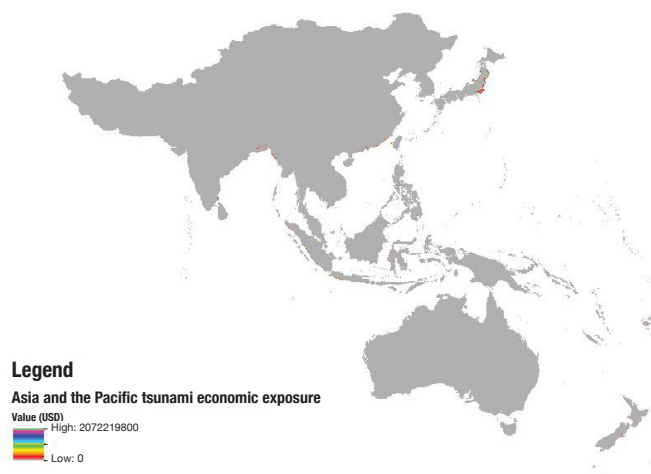 Legend
Asia and the Pacific tsunami economic exposure
Value (USD)
High: 2072219800
Low: 0